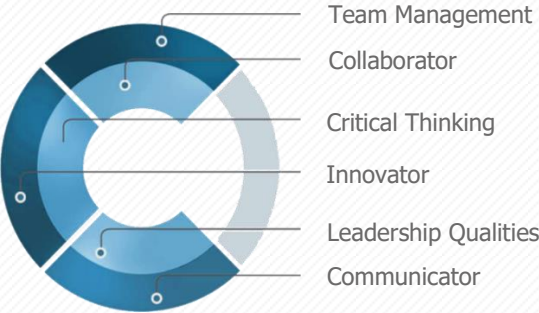 Team Management
Collaborator
Critical Thinking
Innovator
Leadership Qualities
Communicator